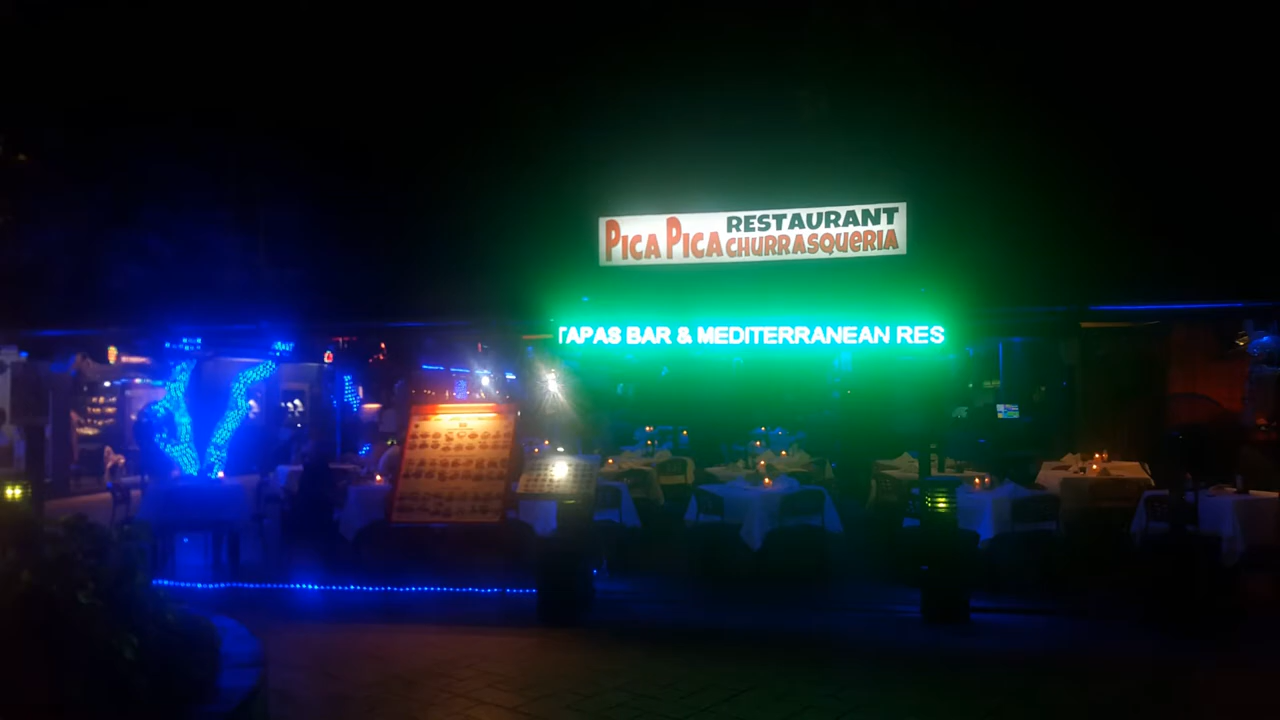 PICA PICA RESTAURANT CHURRASQUERIA
TAPAS BAR & MEDITERRANEAN RES